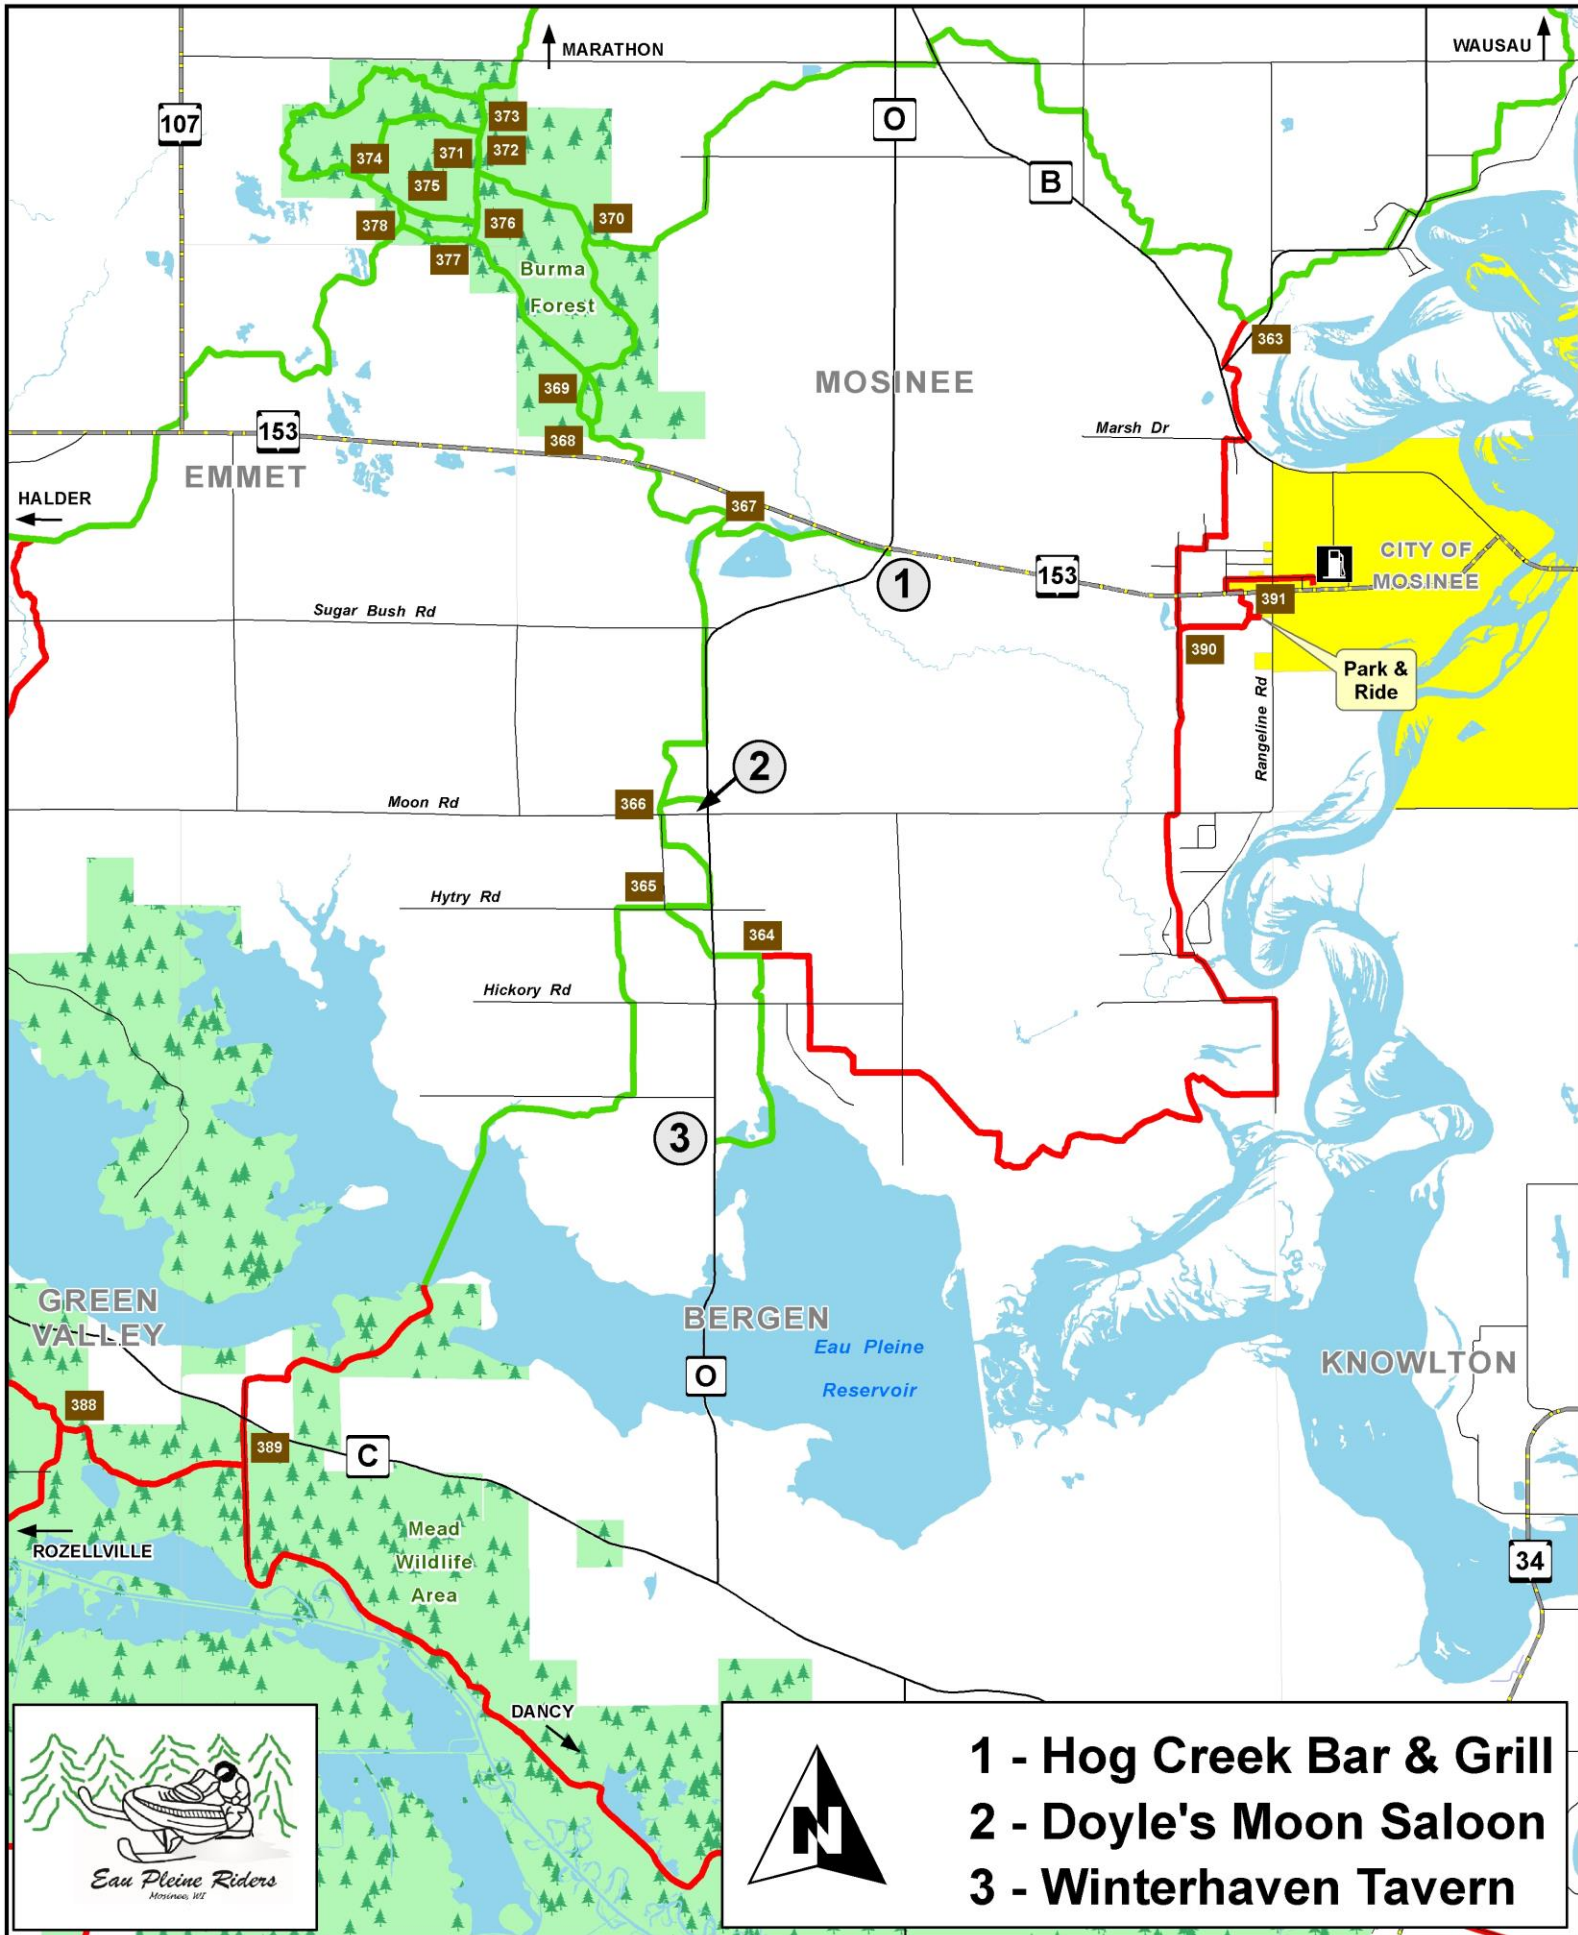 MARATHON
WAUSAU
107
O
B
373
372
371
374
375
378
376
370
377
Burma
Forest
363
MOSINEE
369
Marsh Dr
368
153
EMMET
HALDER
367
CITY OF
MOSINEE
153
1
391
Sugar Bush Rd
390
Park &
Ride
Rangeline Rd
2
366
Moon Rd
365
Hytry Rd
364
Hickory Rd
3
GREEN
VALLEY
BERGEN
Eau Pleine
Reservoir
O
KNOWLTON
388
389
C
Mead
Wildlife
Area
ROZELLVILLE
34
DANCY
Eau Pleine Riders
Mosinee, WI
N
1 - Hog Creek Bar & Grill
2 - Doyle's Moon Saloon
3 - Winterhaven Tavern